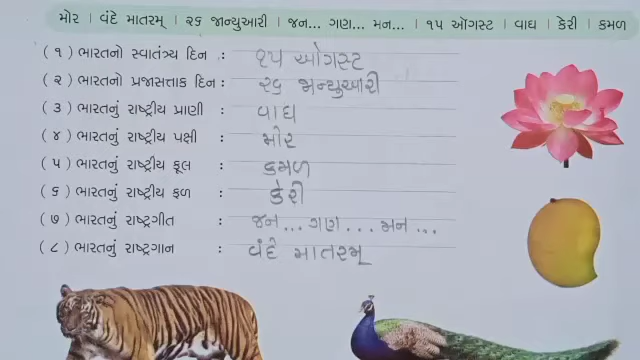 મોર | વંદે માતરમ્ | ૨૬ જાન્યુઆરી | જન... ગણ... મન... | ૧૫ ઑગસ્ટ | વાઘ | કેરી | કમળ
( ૧ ) ભારતનો સ્વાતંત્ર્ય દિન : ૧૫ ઓગસ્ટ
( ૨ ) ભારતનો પ્રજાસત્તાક દિન : ૨૬ જાન્યુઆરી
( ૩ ) ભારતનું રાષ્ટ્રીય પ્રાણી : વાઘ
( ૪ ) ભારતનું રાષ્ટ્રીય પક્ષી : મોર
( ૫ ) ભારતનું રાષ્ટ્રીય ફૂલ : કમળ
( ૬ ) ભારતનું રાષ્ટ્રીય ફળ : કેરી
( ૭ ) ભારતનું રાષ્ટ્રગીત : જન... ગણ... મન...
( ૮ ) ભારતનું રાષ્ટ્રગાન : વંદે માતરમ્